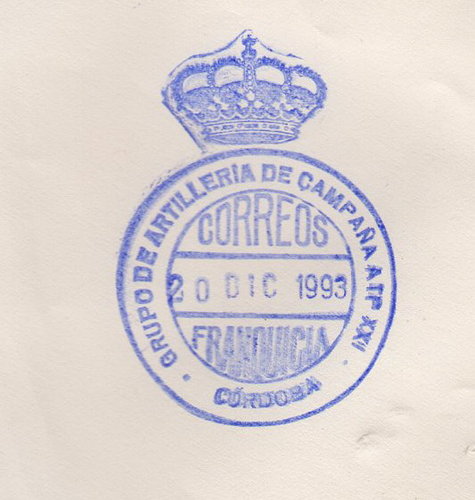 GRUPO DE ARTILLERIA DE CAMPAÑA ATP XXI
CORREOS
20 DIC 1993
FRANQUICIA
CÓRDOBA